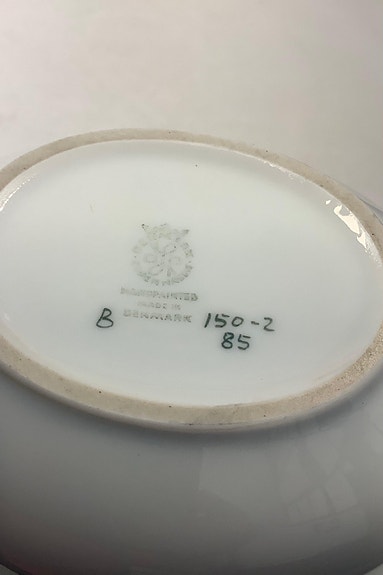 HANDPAINTED
MADE IN
B DENMARK 150-2
85